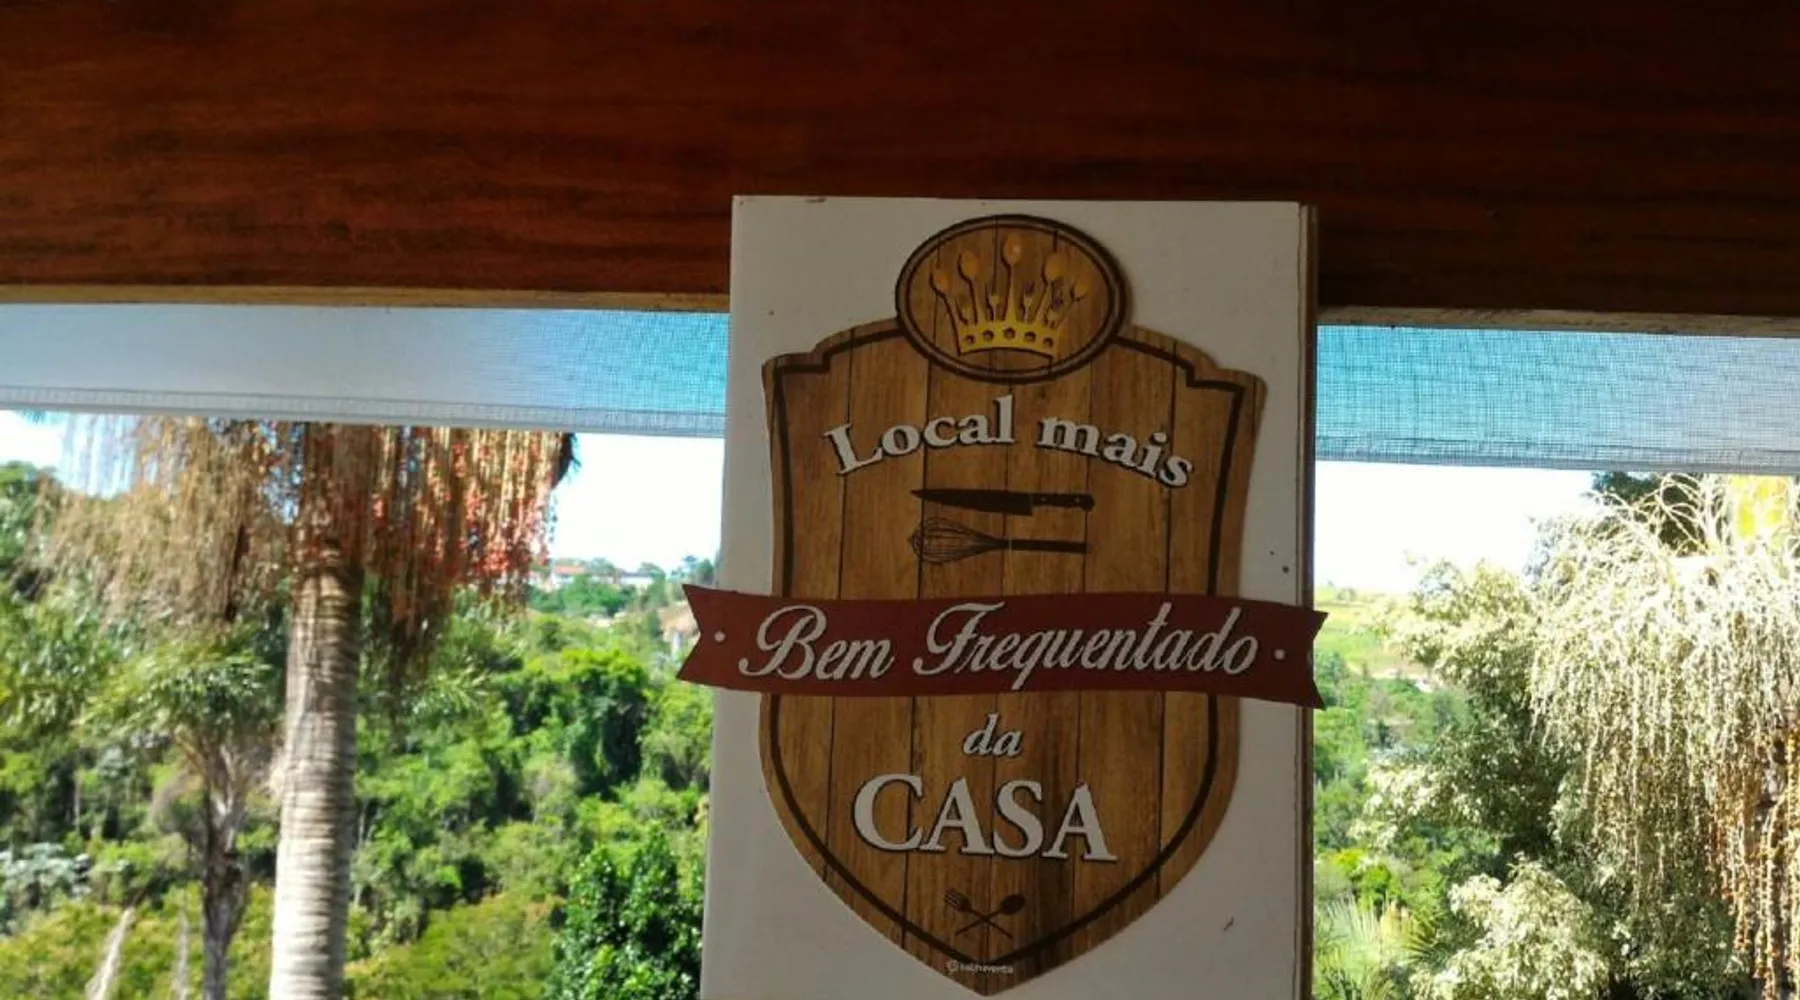 Local mais
Bem Frequentado
da
CASA